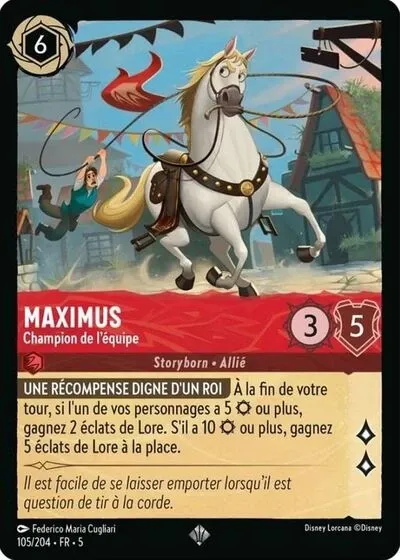 6
MAXIMUS
Champion de l'équipe
3
5
Storyborn • Allié
UNE RÉCOMPENSE DIGNE D'UN ROI À la fin de votre
tour, si l'un de vos personnages a 5 ou plus,
gagnez 2 éclats de Lore. S'il a 10 ou plus, gagnez
5 éclats de Lore à la place.
Il est facile de se laisser emporter lorsqu'il est
question de tir à la corde.
Federico Maria Cugliari
105/204 • FR • 5
Disney Lorcana ©Disney